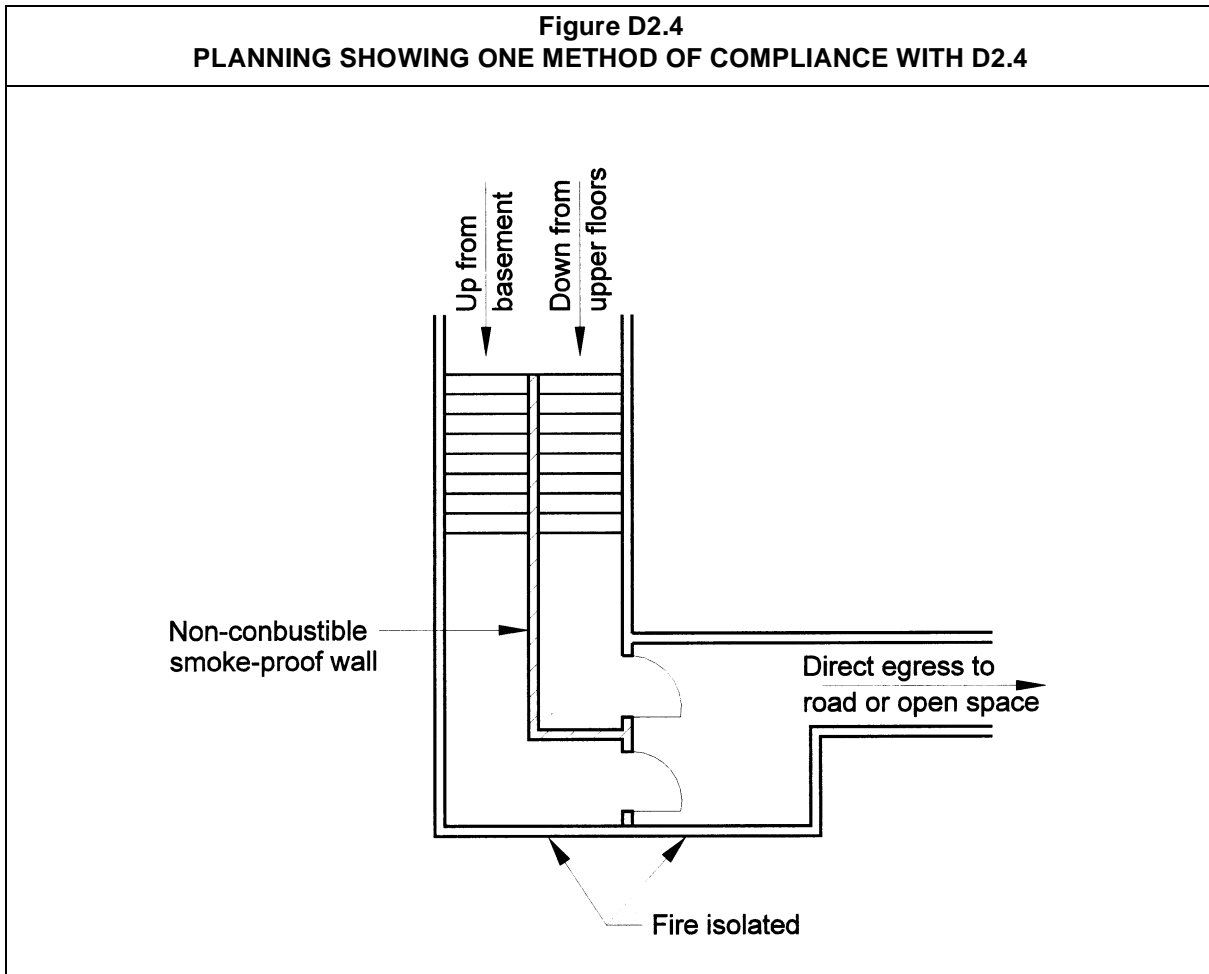 Figure D2.4
PLANNING SHOWING ONE METHOD OF COMPLIANCE WITH D2.4
Up from
basement
Down from
upper floors
Non-conbustible
smoke-proof wall
Direct egress to
road or open space
Fire isolated